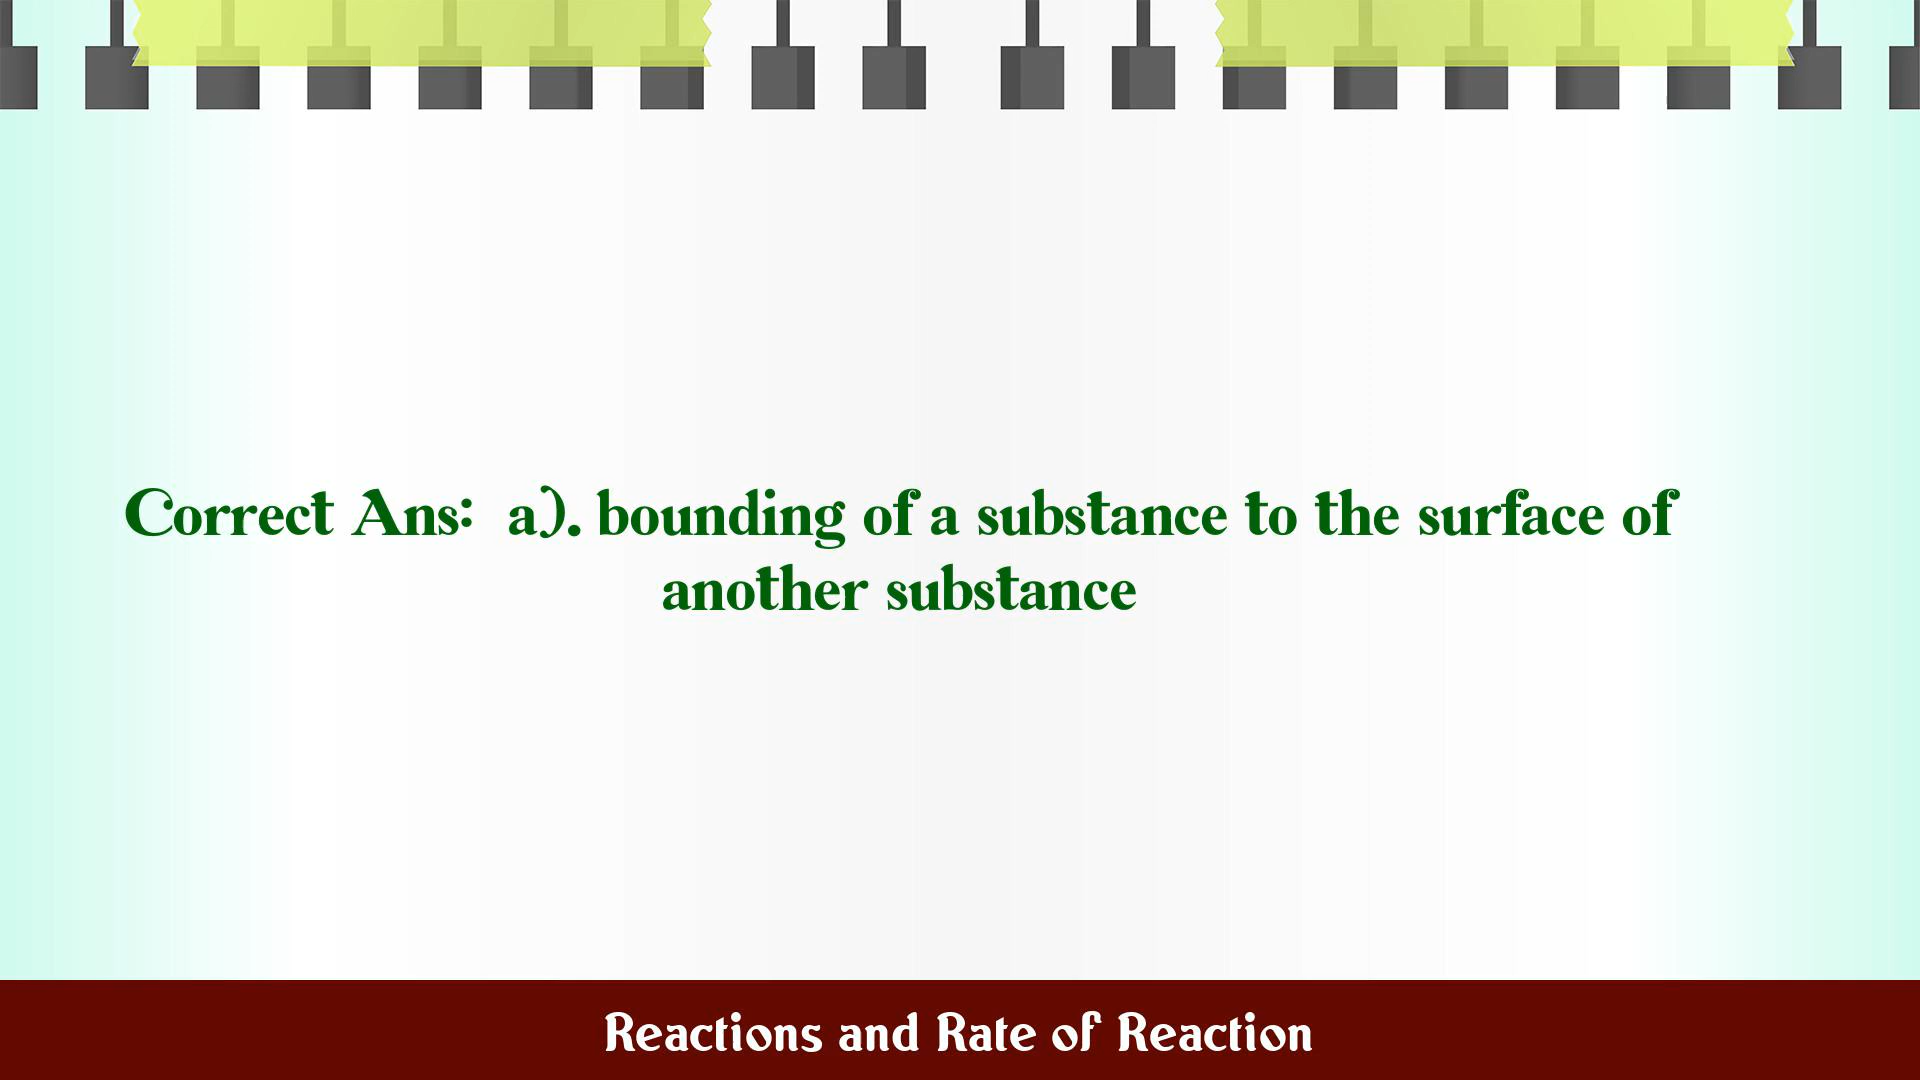 Correct Ans:  a). bounding of a substance to the surface of
another substance
Reactions and Rate of Reaction